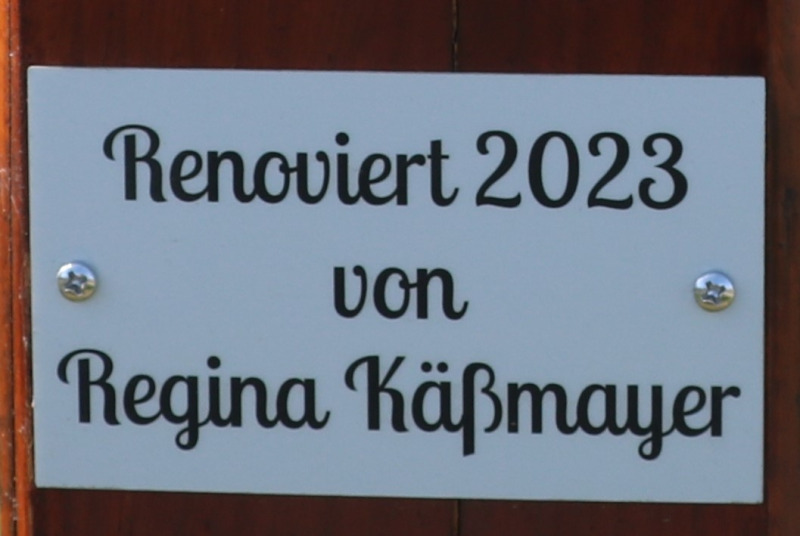 Renoviert 2023
von
Regina Käßmayer